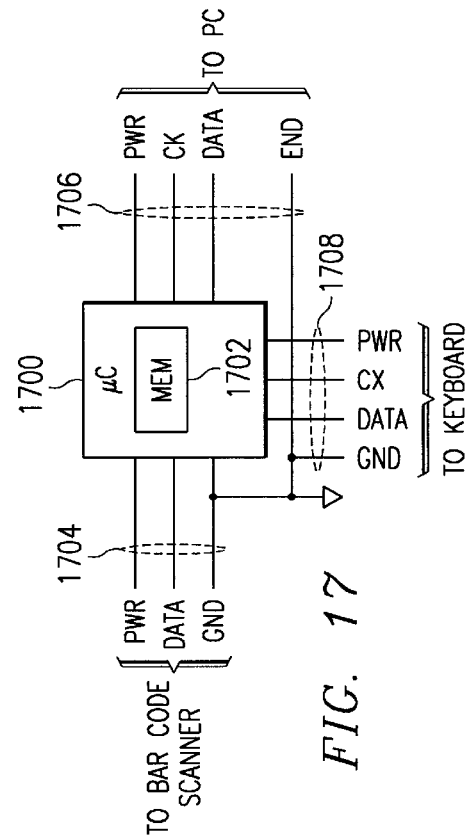 1700
μC
MEM
1702
1704
PWR
DATA
GND
TO BAR CODE
SCANNER
1706
PWR
CK
DATA
END
TO PC
1708
GND
DATA
CX
PWR
TO KEYBOARD
FIG. 17